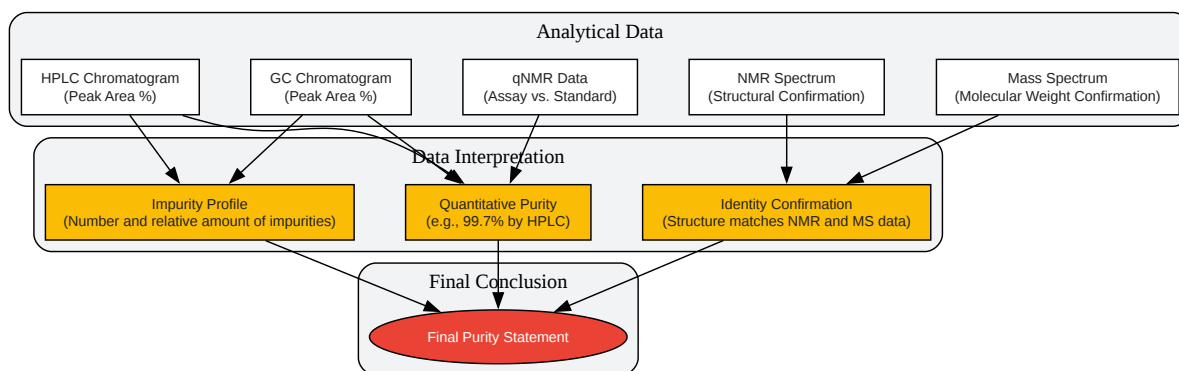 Analytical Data
HPLC Chromatogram
(Peak Area %)
GC Chromatogram
(Peak Area %)
qNMR Data
(Assay vs. Standard)
NMR Spectrum
(Structural Confirmation)
Mass Spectrum
(Molecular Weight Confirmation)
Data Interpretation
Impurity Profile
(Number and relative amount of impurities)
Quantitative Purity
(e.g., 99.7% by HPLC)
Identity Confirmation
(Structure matches NMR and MS data)
Final Conclusion
Final Purity Statement